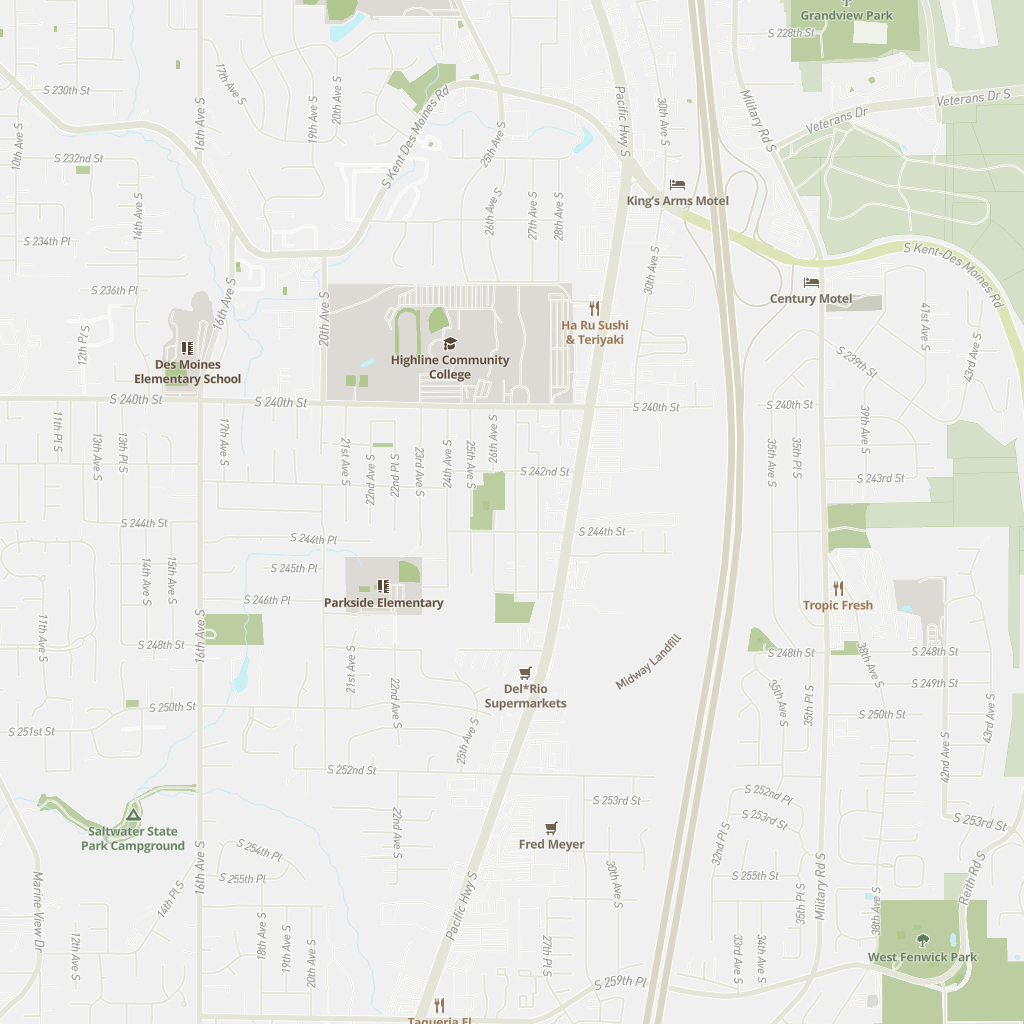 Grandview Park
S 228th St
S 230th St
17th Ave S
20th Ave S
19th Ave S
16th Ave S
10th Ave S
S Kent Des Moines Rd
25th Ave S
Pacific Hwy S
30th Ave S
Military Rd S
Veterans Dr
Veterans Dr S
S 232nd St
14th Ave S
26th Ave S
27th Ave S
28th Ave S
King's Arms Motel
S 234th Pl
S 236th Pl
16th Ave S
20th Ave S
30th Ave S
Century Motel
S Kent-Des Moines Rd
12th Pl S
Des Moines
Elementary School
Highline Community
College
Ha Ru Sushi
& Teriyaki
41st Ave S
43rd Ave S
S 239th St
S 240th St
S 240th St
S 240th St
S 240th St
11th Pl S
13th Ave S
13th Pl S
17th Ave S
21st Ave S
22nd Ave S
22nd Pl S
23rd Ave S
24th Ave S
25th Ave S
26th Ave S
35th Ave S
35th Pl S
39th Ave S
S 242nd St
S 243rd St
S 244th St
S 244th Pl
S 244th St
14th Ave S
15th Ave S
S 245th Pl
S 246th Pl
Parkside Elementary
Tropic Fresh
11th Ave S
16th Ave S
S 248th St
21st Ave S
22nd Ave S
Midway Landfill
S 248th St
38th Ave S
S 248th St
Del*Rio
Supermarkets
S 249th St
35th Ave S
35th Pl S
S 250th St
S 250th St
43rd Ave S
42nd Ave S
S 251st St
25th Ave S
S 252nd St
S 252nd Pl
S 253rd St
S 253rd St
S 253rd St
Saltwater State
Park Campground
22nd Ave S
Fred Meyer
32nd Pl S
16th Ave S
S 254th Pl
S 255th Pl
S 255th St
14th Pl S
Marine View Dr
Pacific Hwy S
30th Ave S
Military Rd S
35th Pl S
Reith Rd S
38th Ave S
12th Ave S
18th Ave S
19th Ave S
20th Ave S
27th Pl S
33rd Ave S
34th Ave S
West Fenwick Park
S 259th Pl
Taqueria El